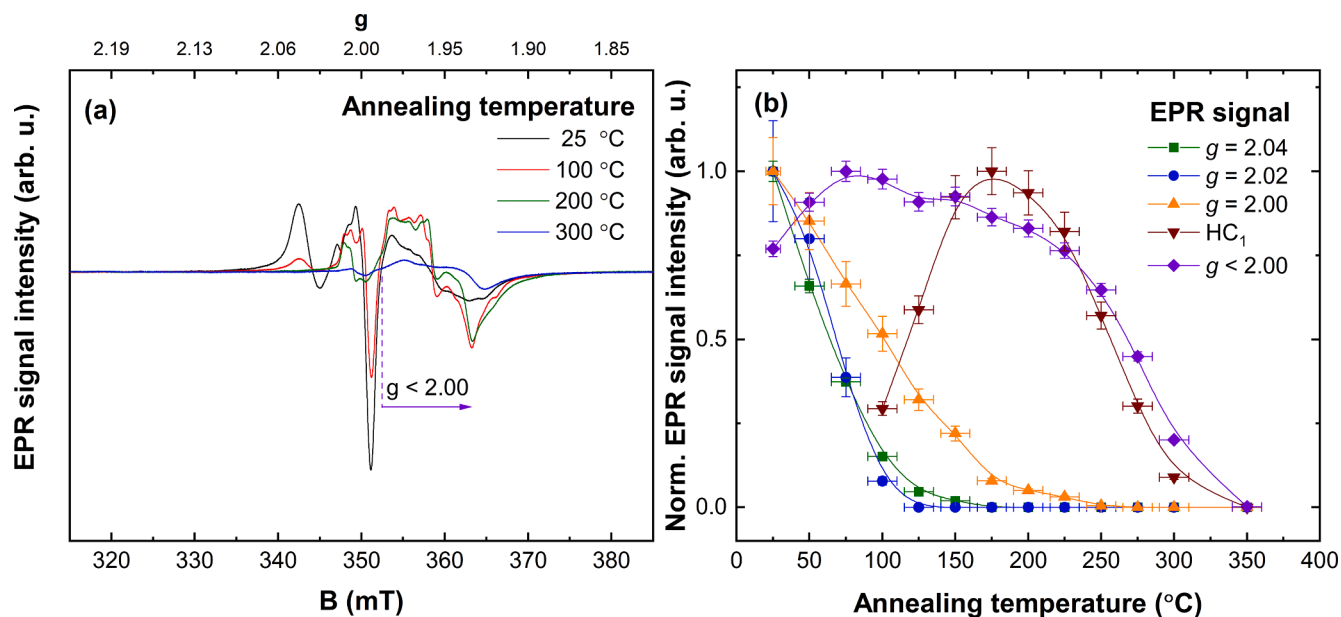 g
2.19 2.13 2.05 2.00 1.95 1.90 1.85
(a)
Annealing temperature
25 °C
100 °C
200 °C
300 °C
g < 2.00
EPR signal intensity (arb. u.)
320 330 340 350 360 370 380
B (mT)
(b)
EPR signal
g = 2.04
g = 2.02
g = 2.00
HC₁
g < 2.00
Norm. EPR signal intensity (arb. u.)
1.0
0.5
0.0
0 50 100 150 200 250 300 350 400
Annealing temperature (°C)